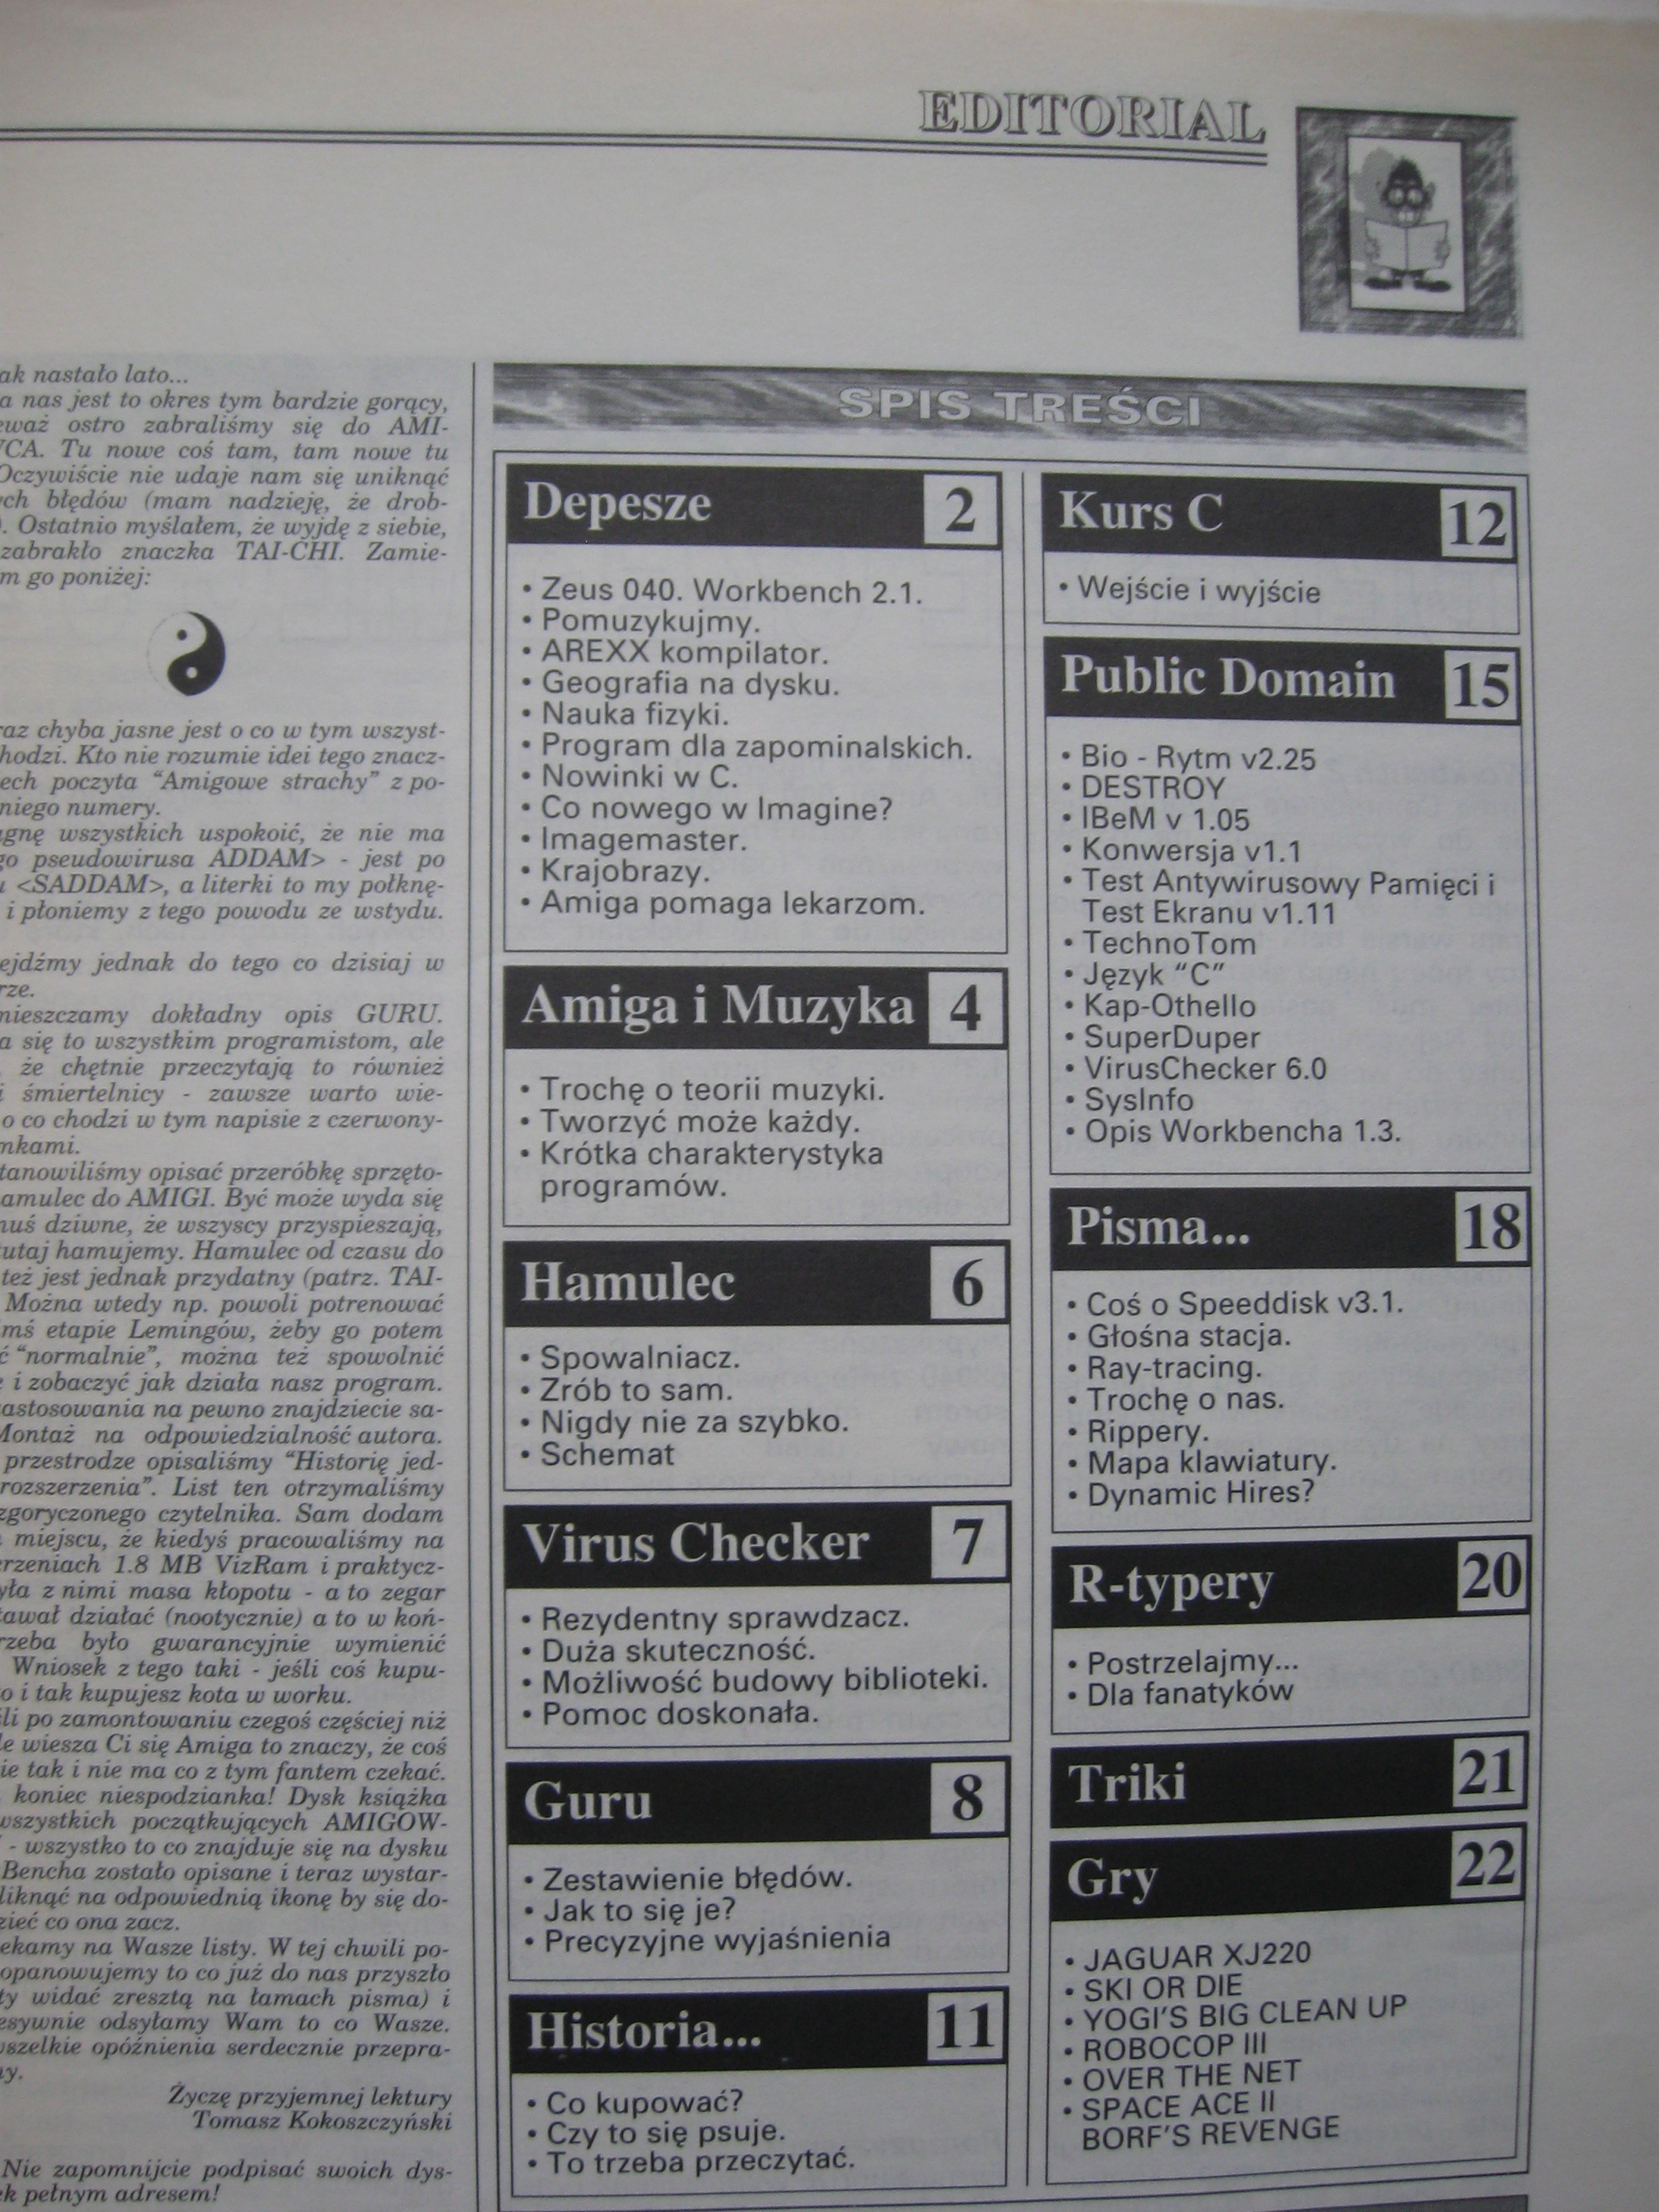 EDITORIAL
ak nastało lato...
a nas jest to okres tym bardzie gorący,
eważ ostro zabraliśmy się do AMI-
CA. Tu nowe coś tam, tam nowe tu
Oczywiście nie udaje nam się uniknąć
ych błędów (mam nadzieję, że drob-
). Ostatnio myślałem, że wyjdę z siebie,
zabrakło znaczka TAI-CHI. Zamie-
m go poniżej:
raz chyba jasne jest o co w tym wszyst-
hodzi. Kto nie rozumie idei tego znacz-
ech poczyta “Amigowe strachy” z po-
niego numery.
agnę wszystkich uspokoić, że nie ma
go pseudowirusa ADDAM> - jest po
u <SADDAM>, a literki to my połknę-
i płoniemy z tego powodu ze wstydu.
ejdźmy jednak do tego co dzisiaj w
rze.
mieszczamy dokładny opis GURU.
a się to wszystkim programistom, ale
że chętnie przeczytają to również
i śmiertelnicy - zawsze warto wie-
o co chodzi w tym napisie z czerwony-
mkami.
tanowiliśmy opisać przeróbkę sprzęto-
amulec do AMIGI. Być może wyda się
nuś dziwne, że wszyscy przyspieszają,
utaj hamujemy. Hamulec od czasu do
też jest jednak przydatny (patrz. TAI-
Można wtedy np. powoli potrenować
mś etapie Lemingów, żeby go potem
ć “normalnie”, można też spowolnić
e i zobaczyć jak działa nasz program.
astosowania na pewno znajdziecie sa-
Montaż na odpowiedzialność autora.
przestrodze opisaliśmy “Historię jed-
rozszerzenia”. List ten otrzymaliśmy
zgoryczonego czytelnika. Sam dodam
miejscu, że kiedyś pracowaliśmy na
erzeniach 1.8 MB VizRam i praktycz-
yła z nimi masa kłopotu - a to zegar
tawał działać (nootycznie) a to w koń-
rzeba było gwarancyjnie wymienić
Wniosek z tego taki - jeśli coś kupu-
o i tak kupujesz kota w worku.
li po zamontowaniu czegoś częściej niż
le wiesza Ci się Amiga to znaczy, że coś
ie tak i nie ma co z tym fantem czekać.
koniec niespodzianka! Dysk książka
wszystkich początkujących AMIGOW-
- wszystko to co znajduje się na dysku
Bencha zostało opisane i teraz wystar-
liknąć na odpowiednią ikonę by się do-
zieć co ona zacz.
ekamy na Wasze listy. W tej chwili po-
opanowujemy to co już do nas przyszło
ty widać zresztą na łamach pisma) i
esywnie odsyłamy Wam to co Wasze.
wszelkie opóźnienia serdecznie przepra-
y.
Życzę przyjemnej lektury
Tomasz Kokoszczyński
Nie zapomnijcie podpisać swoich dys-
ek pełnym adresem!
SPIS TREŚCI
Depesze 2
• Zeus 040. Workbench 2.1.
• Pomuzykujmy.
• AREXX kompilator.
• Geografia na dysku.
• Nauka fizyki.
• Program dla zapominalskich.
• Nowinki w C.
• Co nowego w Imagine?
• Imagemaster.
• Krajobrazy.
• Amiga pomaga lekarzom.
Amiga i Muzyka 4
• Trochę o teorii muzyki.
• Tworzyć może każdy.
• Krótka charakterystyka
programów.
Hamulec 6
• Spowalniacz.
• Zrób to sam.
• Nigdy nie za szybko.
• Schemat
Virus Checker 7
• Rezydentny sprawdzacz.
• Duża skuteczność.
• Możliwość budowy biblioteki.
• Pomoc doskonała.
Guru 8
• Zestawienie błędów.
• Jak to się je?
• Precyzyjne wyjaśnienia
Historia... 11
• Co kupować?
• Czy to się psuje.
• To trzeba przeczytać.
Kurs C 12
• Wejście i wyjście
Public Domain 15
• Bio - Rytm v2.25
• DESTROY
• IBeM v 1.05
• Konwersja v1.1
• Test Antywirusowy Pamięci i
Test Ekranu v1.11
• TechnoTom
• Język “C”
• Kap-Othello
• SuperDuper
• VirusChecker 6.0
• SysInfo
• Opis Workbencha 1.3.
Pisma... 18
• Coś o Speeddisk v3.1.
• Głośna stacja.
• Ray-tracing.
• Trochę o nas.
• Rippery.
• Mapa klawiatury.
• Dynamic Hires?
R-typery 20
• Postrzelajmy...
• Dla fanatyków
Triki 21
Gry 22
• JAGUAR XJ220
• SKI OR DIE
• YOGI'S BIG CLEAN UP
• ROBOCOP III
• OVER THE NET
• SPACE ACE II
BORF'S REVENGE